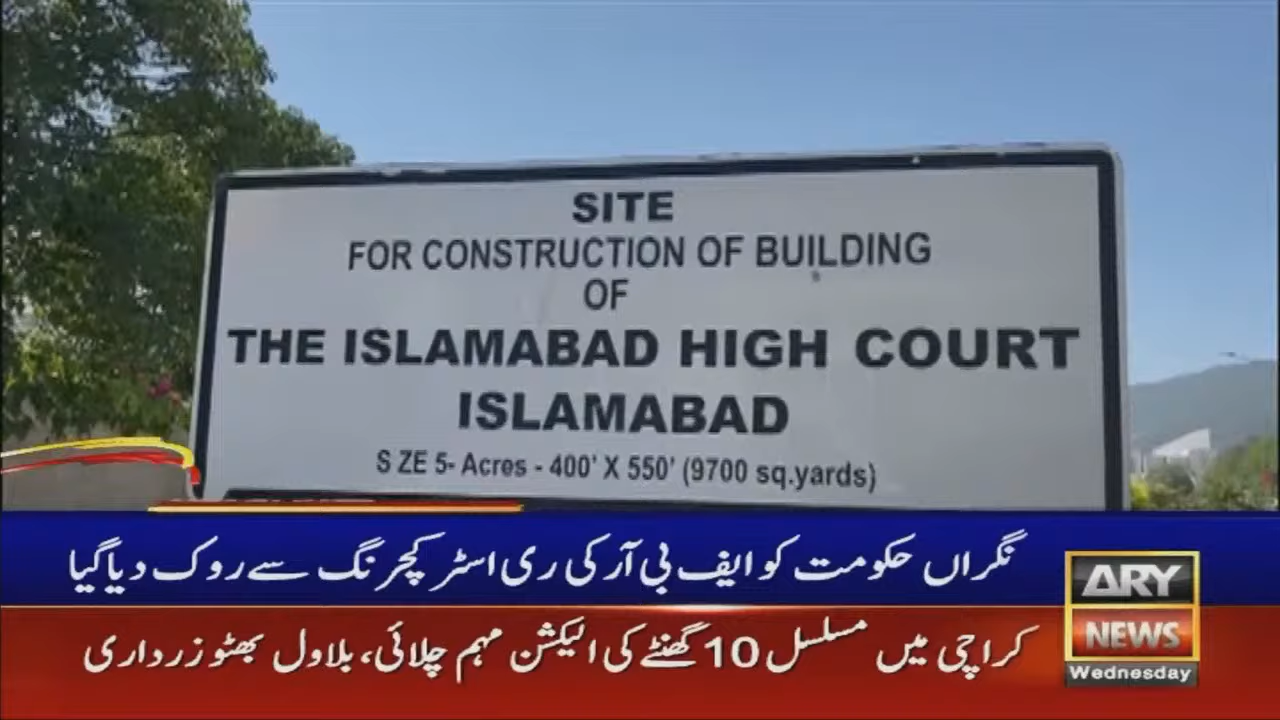 SITE
FOR CONSTRUCTION OF BUILDING
OF
THE ISLAMABAD HIGH COURT
ISLAMABAD
S ZE 5- Acres - 400' X 550' (9700 sq.yards)
نگراں حکومت کو ایف بی آر کی ری اسٹرکچرنگ سے روک دیا گیا
کراچی میں مسلسل 10 گھنٹے کی الیکشن مہم چلائی، بلاول بھٹو زرداری
ARY
NEWS
Wednesday